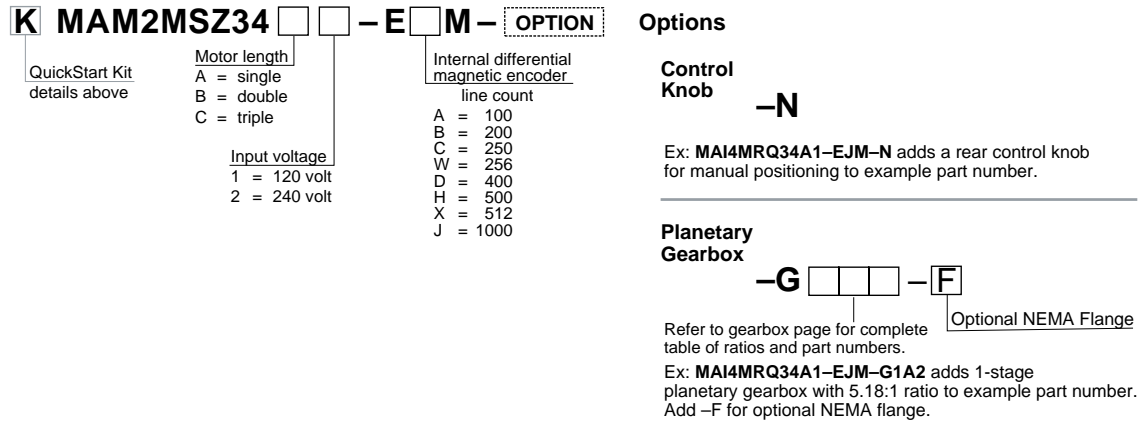 K MAM2MSZ34 – E M – OPTION
QuickStart Kit
details above
Motor length
A = single
B = double
C = triple
Input voltage
1 = 120 volt
2 = 240 volt
Internal differential
magnetic encoder
line count
A = 100
B = 200
C = 250
W = 256
D = 400
H = 500
X = 512
J = 1000
Options
Control
Knob
–N
Ex: MAI4MRQ34A1–EJM–N adds a rear control knob
for manual positioning to example part number.
Planetary
Gearbox
–G – F
Optional NEMA Flange
Refer to gearbox page for complete
table of ratios and part numbers.
Ex: MAI4MRQ34A1–EJM–G1A2 adds 1-stage
planetary gearbox with 5.18:1 ratio to example part number.
Add –F for optional NEMA flange.